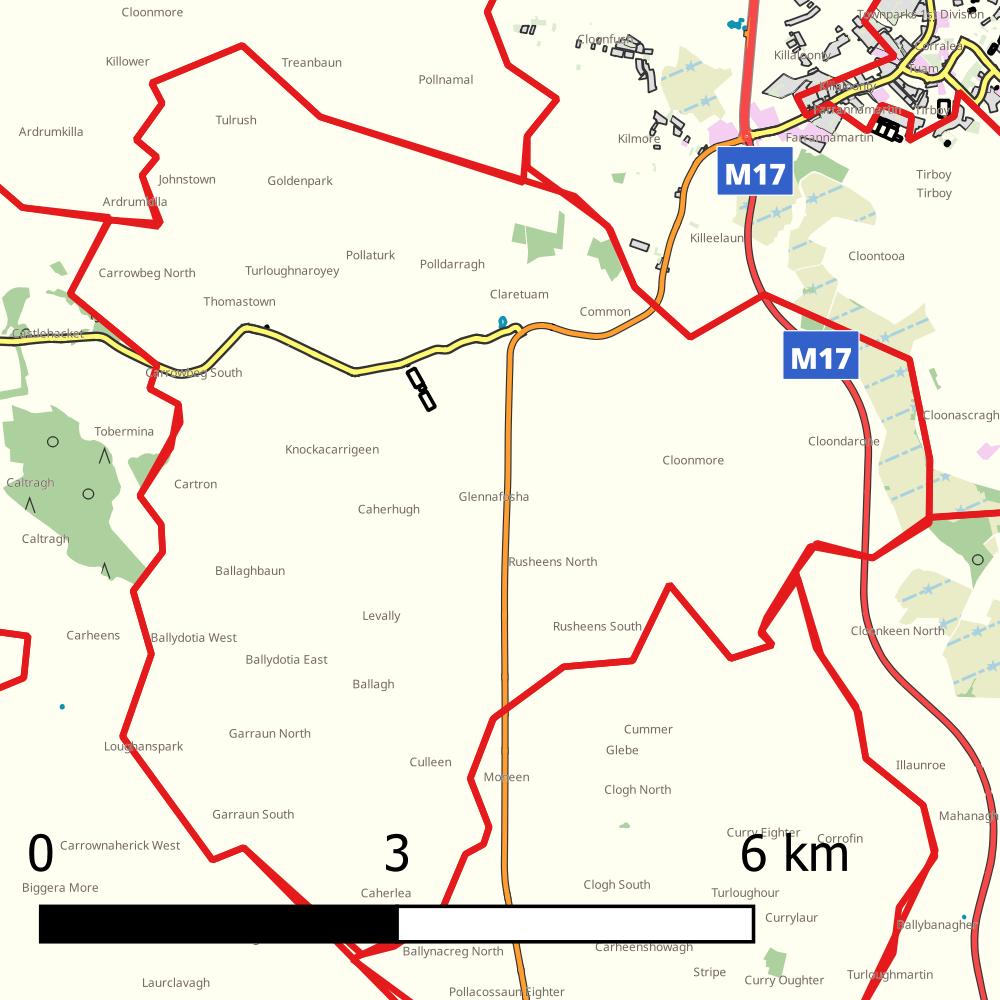 Cloonmore
Townparks 1st Division
Cloonfush
Corralea
Killaloonty
Killower
Treanbaun
Tuam
Pollnamal
Killaloonty
Farrannamartin
Tirboy
Tulrush
Ardrumkilla
Kilmore
Farrannamartin
M17
Tirboy
Johnstown
Goldenpark
Tirboy
Ardrumkilla
Killeelaun
Pollaturk
Cloontooa
Polldarragh
Carrowbeg North
Turloughnaroyey
Claretuam
Thomastown
Common
Castlehacket
M17
Carrowbeg South
Cloonascragh
Tobermina
Cloondarone
Knockacarrigeen
Cloonmore
Caltragh
Cartron
Glennafosha
Caherhugh
Caltragh
Rusheens North
Ballaghbaun
Levally
Rusheens South
Cloonkeen North
Carheens
Ballydotia West
Ballydotia East
Ballagh
Cummer
Garraun North
Loughanspark
Glebe
Culleen
Illaunroe
Moneen
Clogh North
Garraun South
Mahanagh
Curry Eighter
Corrofin
Carrownaherick West
0 3 6 km
Biggera More
Clogh South
Caherlea
Turloughour
Currylaur
Ballybanagher
Carheenshowagh
Ballynacreg North
Stripe
Turloughmartin
Curry Oughter
Laurclavagh
Pollacossaun Eighter